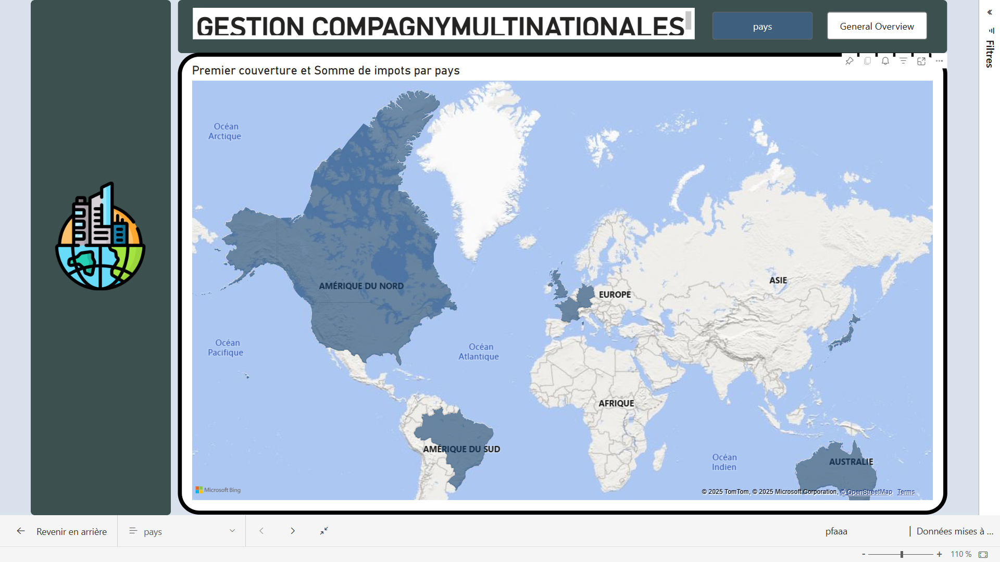 GESTION COMPAGNYMULTINATIONALES
pays
General Overview
Filtres
Premier couverture et Somme de impots par pays
Océan
Arctique
AMÉRIQUE DU NORD
EUROPE
ASIE
Océan
Pacifique
Océan
Atlantique
AFRIQUE
AMÉRIQUE DU SUD
Océan
Indien
AUSTRALIE
Microsoft Bing
© 2025 TomTom, © 2025 Microsoft Corporation, © OpenStreetMap Terms
Revenir en arrière
pays
pfaaa
| Données mises à ...
- + 110 %